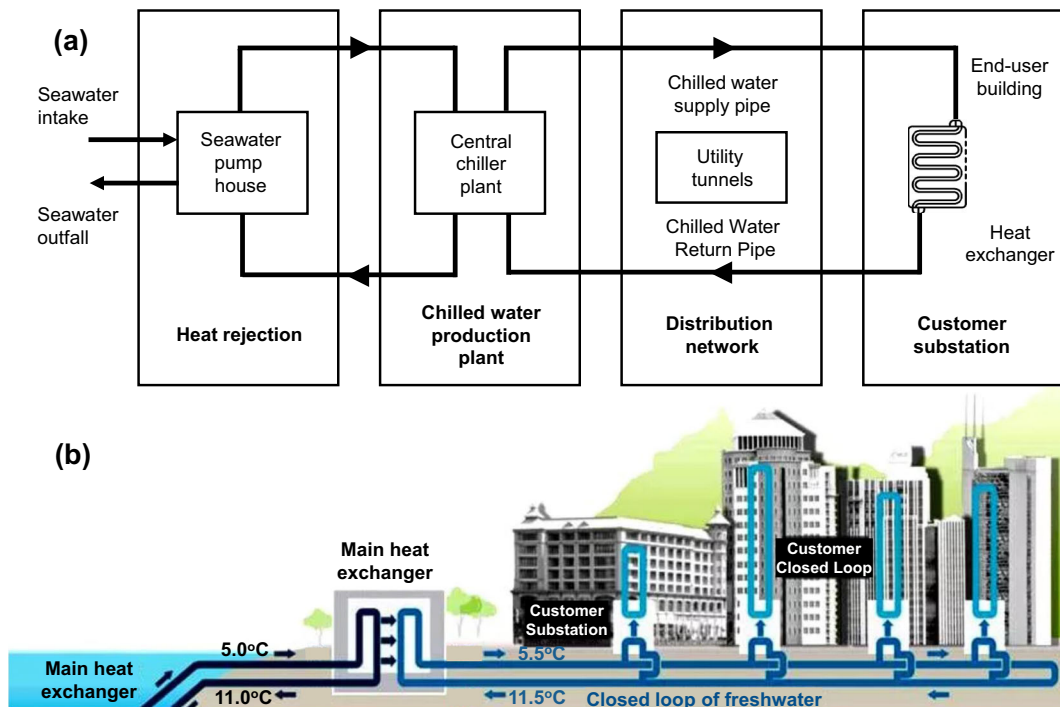 (a)
Seawater
intake
Seawater
outfall
Seawater
pump
house
Heat rejection
Central
chiller
plant
Chilled water
production
plant
Chilled water
supply pipe
Utility
tunnels
Chilled Water
Return Pipe
Distribution
network
End-user
building
Heat
exchanger
Customer
substation
(b)
Main heat
exchanger
Customer
Closed Loop
Customer
Substation
Main heat
exchanger
5.0°C
11.0°C
5.5°C
11.5°C
Closed loop of freshwater